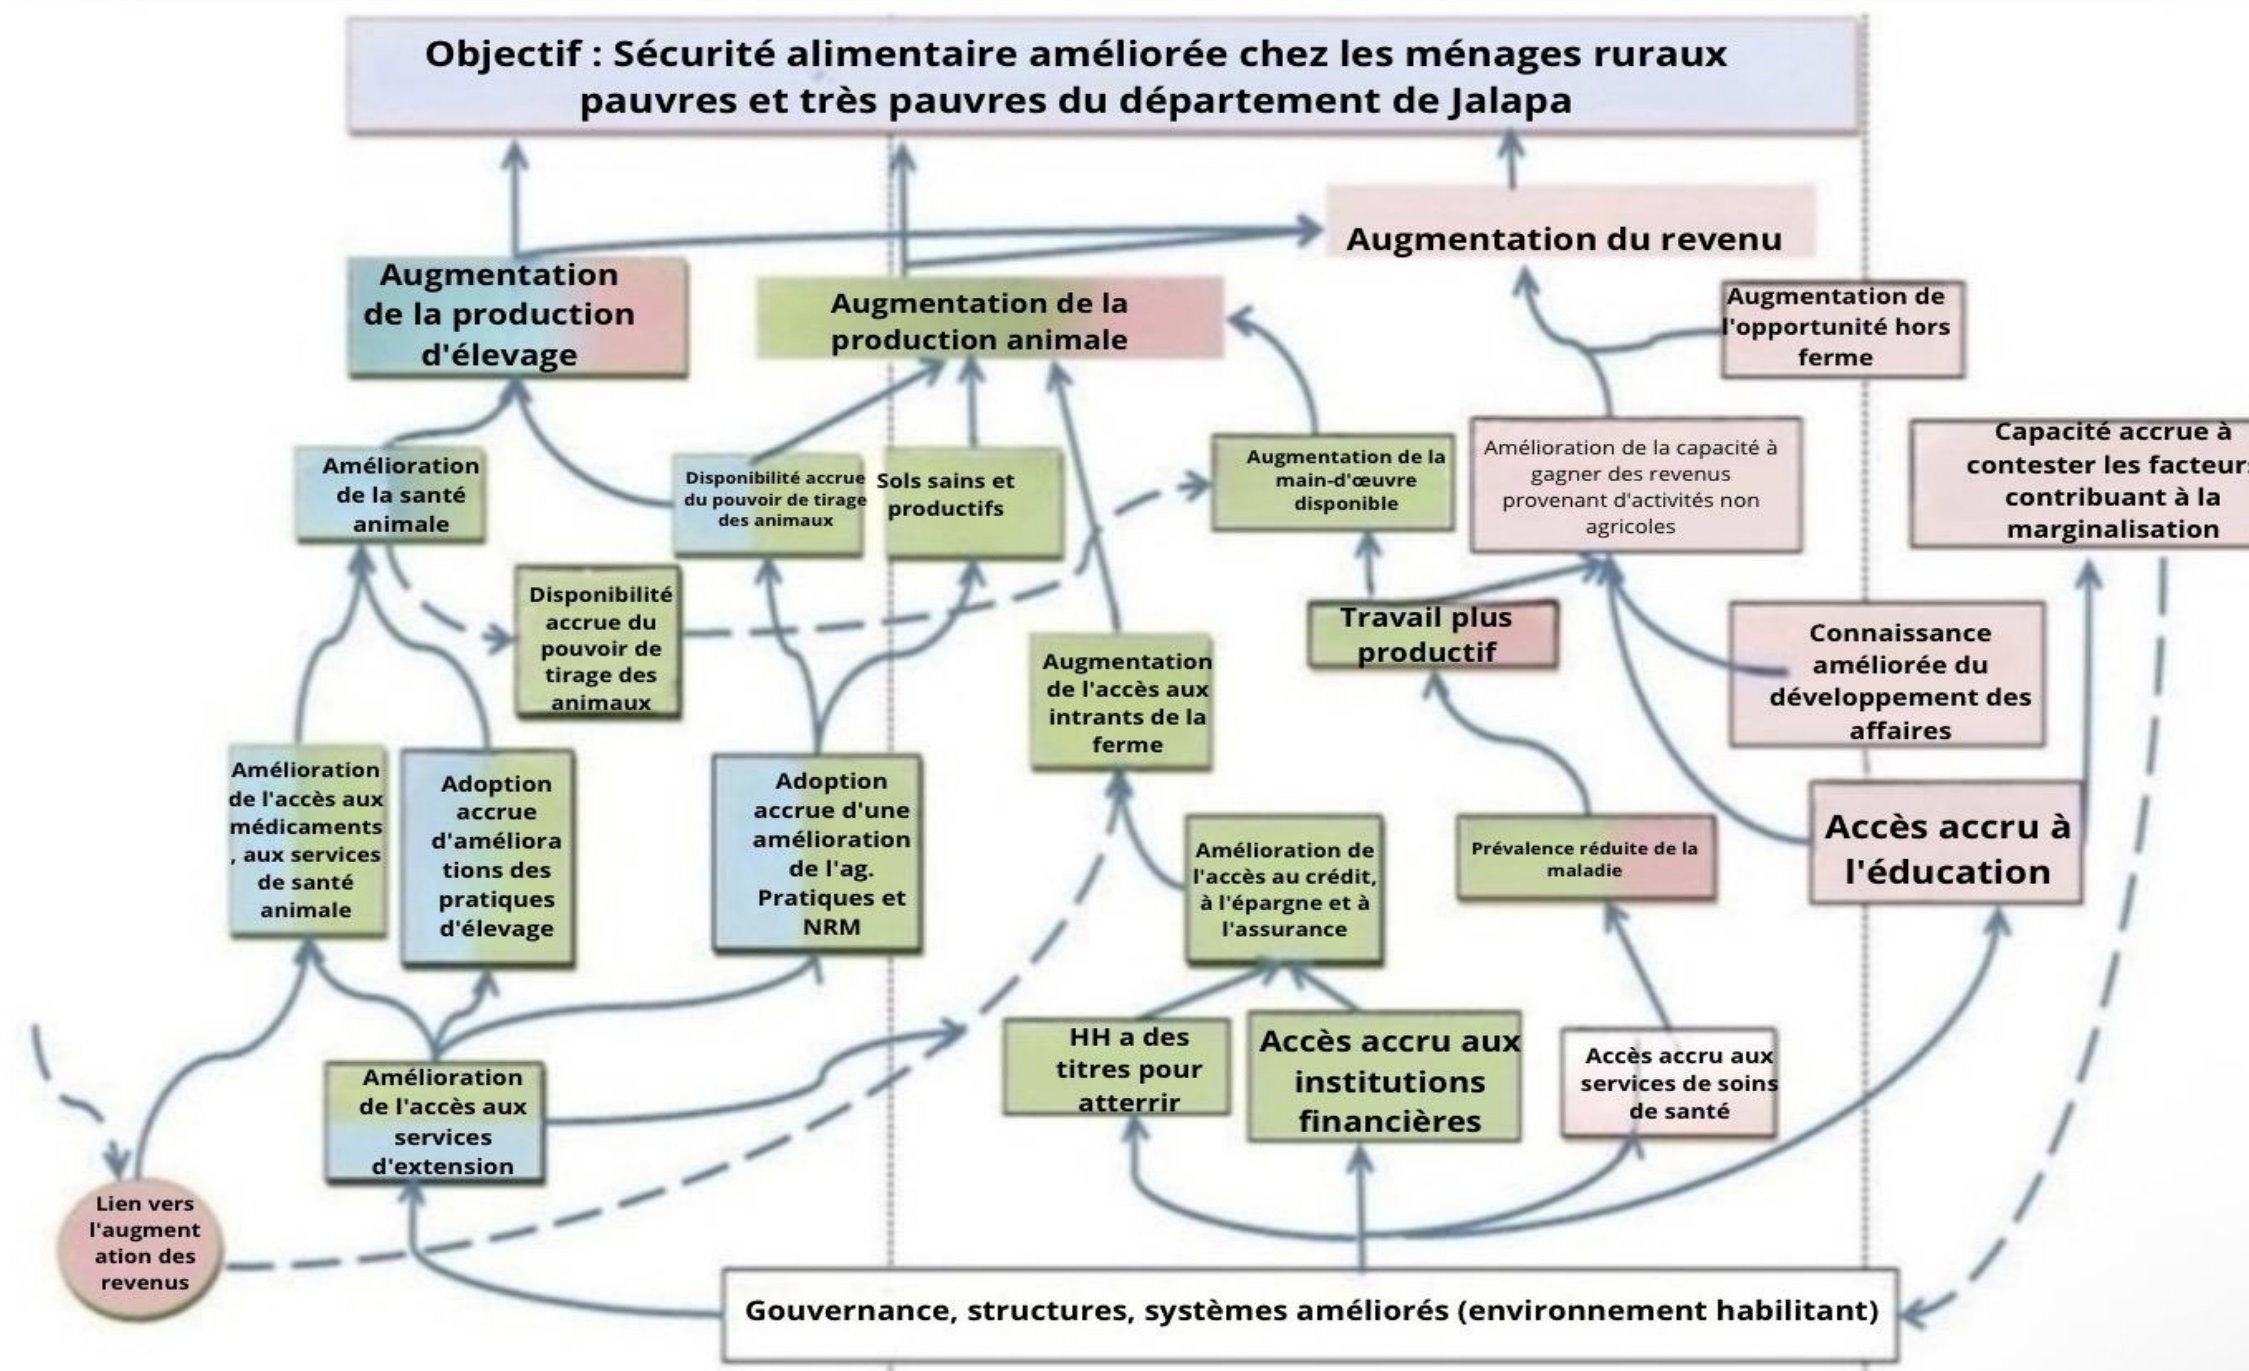 Objectif : Sécurité alimentaire améliorée chez les ménages ruraux
pauvres et très pauvres du département de Jalapa
Augmentation du revenu
Augmentation
de la production
d'élevage
Augmentation de la
production animale
Augmentation de
l'opportunité hors
ferme
Amélioration
de la santé
animale
Disponibilité accrue
du pouvoir de tirage
des animaux
Sols sains et
productifs
Augmentation de la
main-d'œuvre
disponible
Amélioration de la capacité à
gagner des revenus
provenant d'activités non
agricoles
Capacité accrue à
contester les facteurs
contribuant à la
marginalisation
Disponibilité
accrue du
pouvoir de
tirage des
animaux
Augmentation
de l'accès aux
intrants de la
ferme
Travail plus
productif
Connaissance
améliorée du
développement des
affaires
Amélioration
de l'accès aux
médicaments
, aux services
de santé
animale
Adoption
accrue
d'améliora
tions des
pratiques
d'élevage
Adoption
accrue d'une
amélioration
de l'ag.
Pratiques et
NRM
Amélioration de
l'accès au crédit,
à l'épargne et à
l'assurance
Prévalence réduite de la
maladie
Accès accru à
l'éducation
Amélioration
de l'accès aux
services
d'extension
HH a des
titres pour
atterrir
Accès accru aux
institutions
financières
Accès accru aux
services de soins
de santé
Lien vers
l'augment
ation des
revenus
Gouvernance, structures, systèmes améliorés (environnement habilitant)